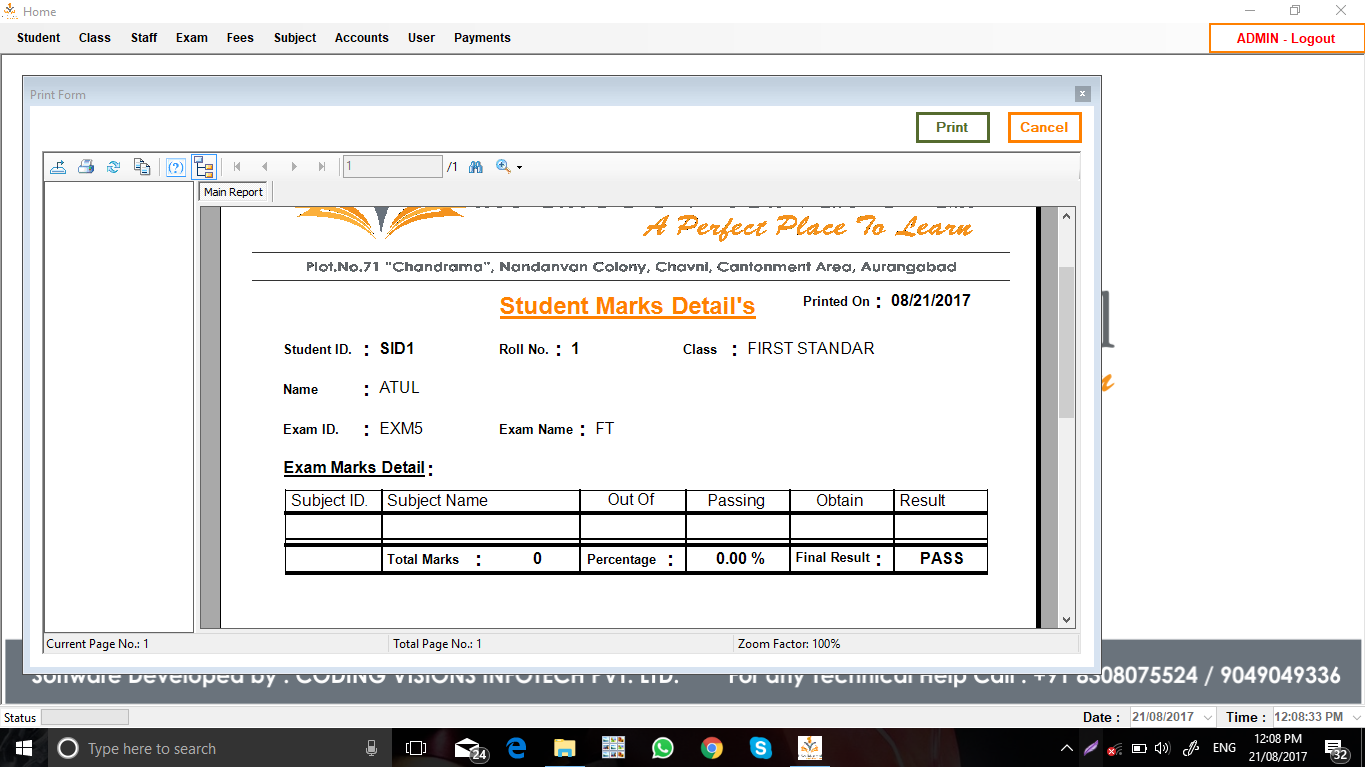 Home
Student Class Staff Exam Fees Subject Accounts User Payments
ADMIN - Logout
Print Form
Print Cancel
1 /1
Main Report
A Perfect Place To Learn
Plot.No.71 "Chandrama", Nandanvan Colony, Chavni, Cantonment Area, Aurangabad
Student Marks Detail's Printed On : 08/21/2017
Student ID. : SID1 Roll No. : 1 Class : FIRST STANDAR
Name : ATUL
Exam ID. : EXM5 Exam Name : FT
Exam Marks Detail :
Subject ID. Subject Name Out Of Passing Obtain Result
Total Marks : 0 Percentage : 0.00 % Final Result : PASS
Current Page No.: 1 Total Page No.: 1 Zoom Factor: 100%
Software Developed by : CODING VISIONS INFOTECH PVT. LTD. For any Technical Help Call : +91 8308075524 / 9049049336
Status Date : 21/08/2017 Time : 12:08:33 PM
Type here to search 24 ENG 12:08 PM
21/08/2017 32